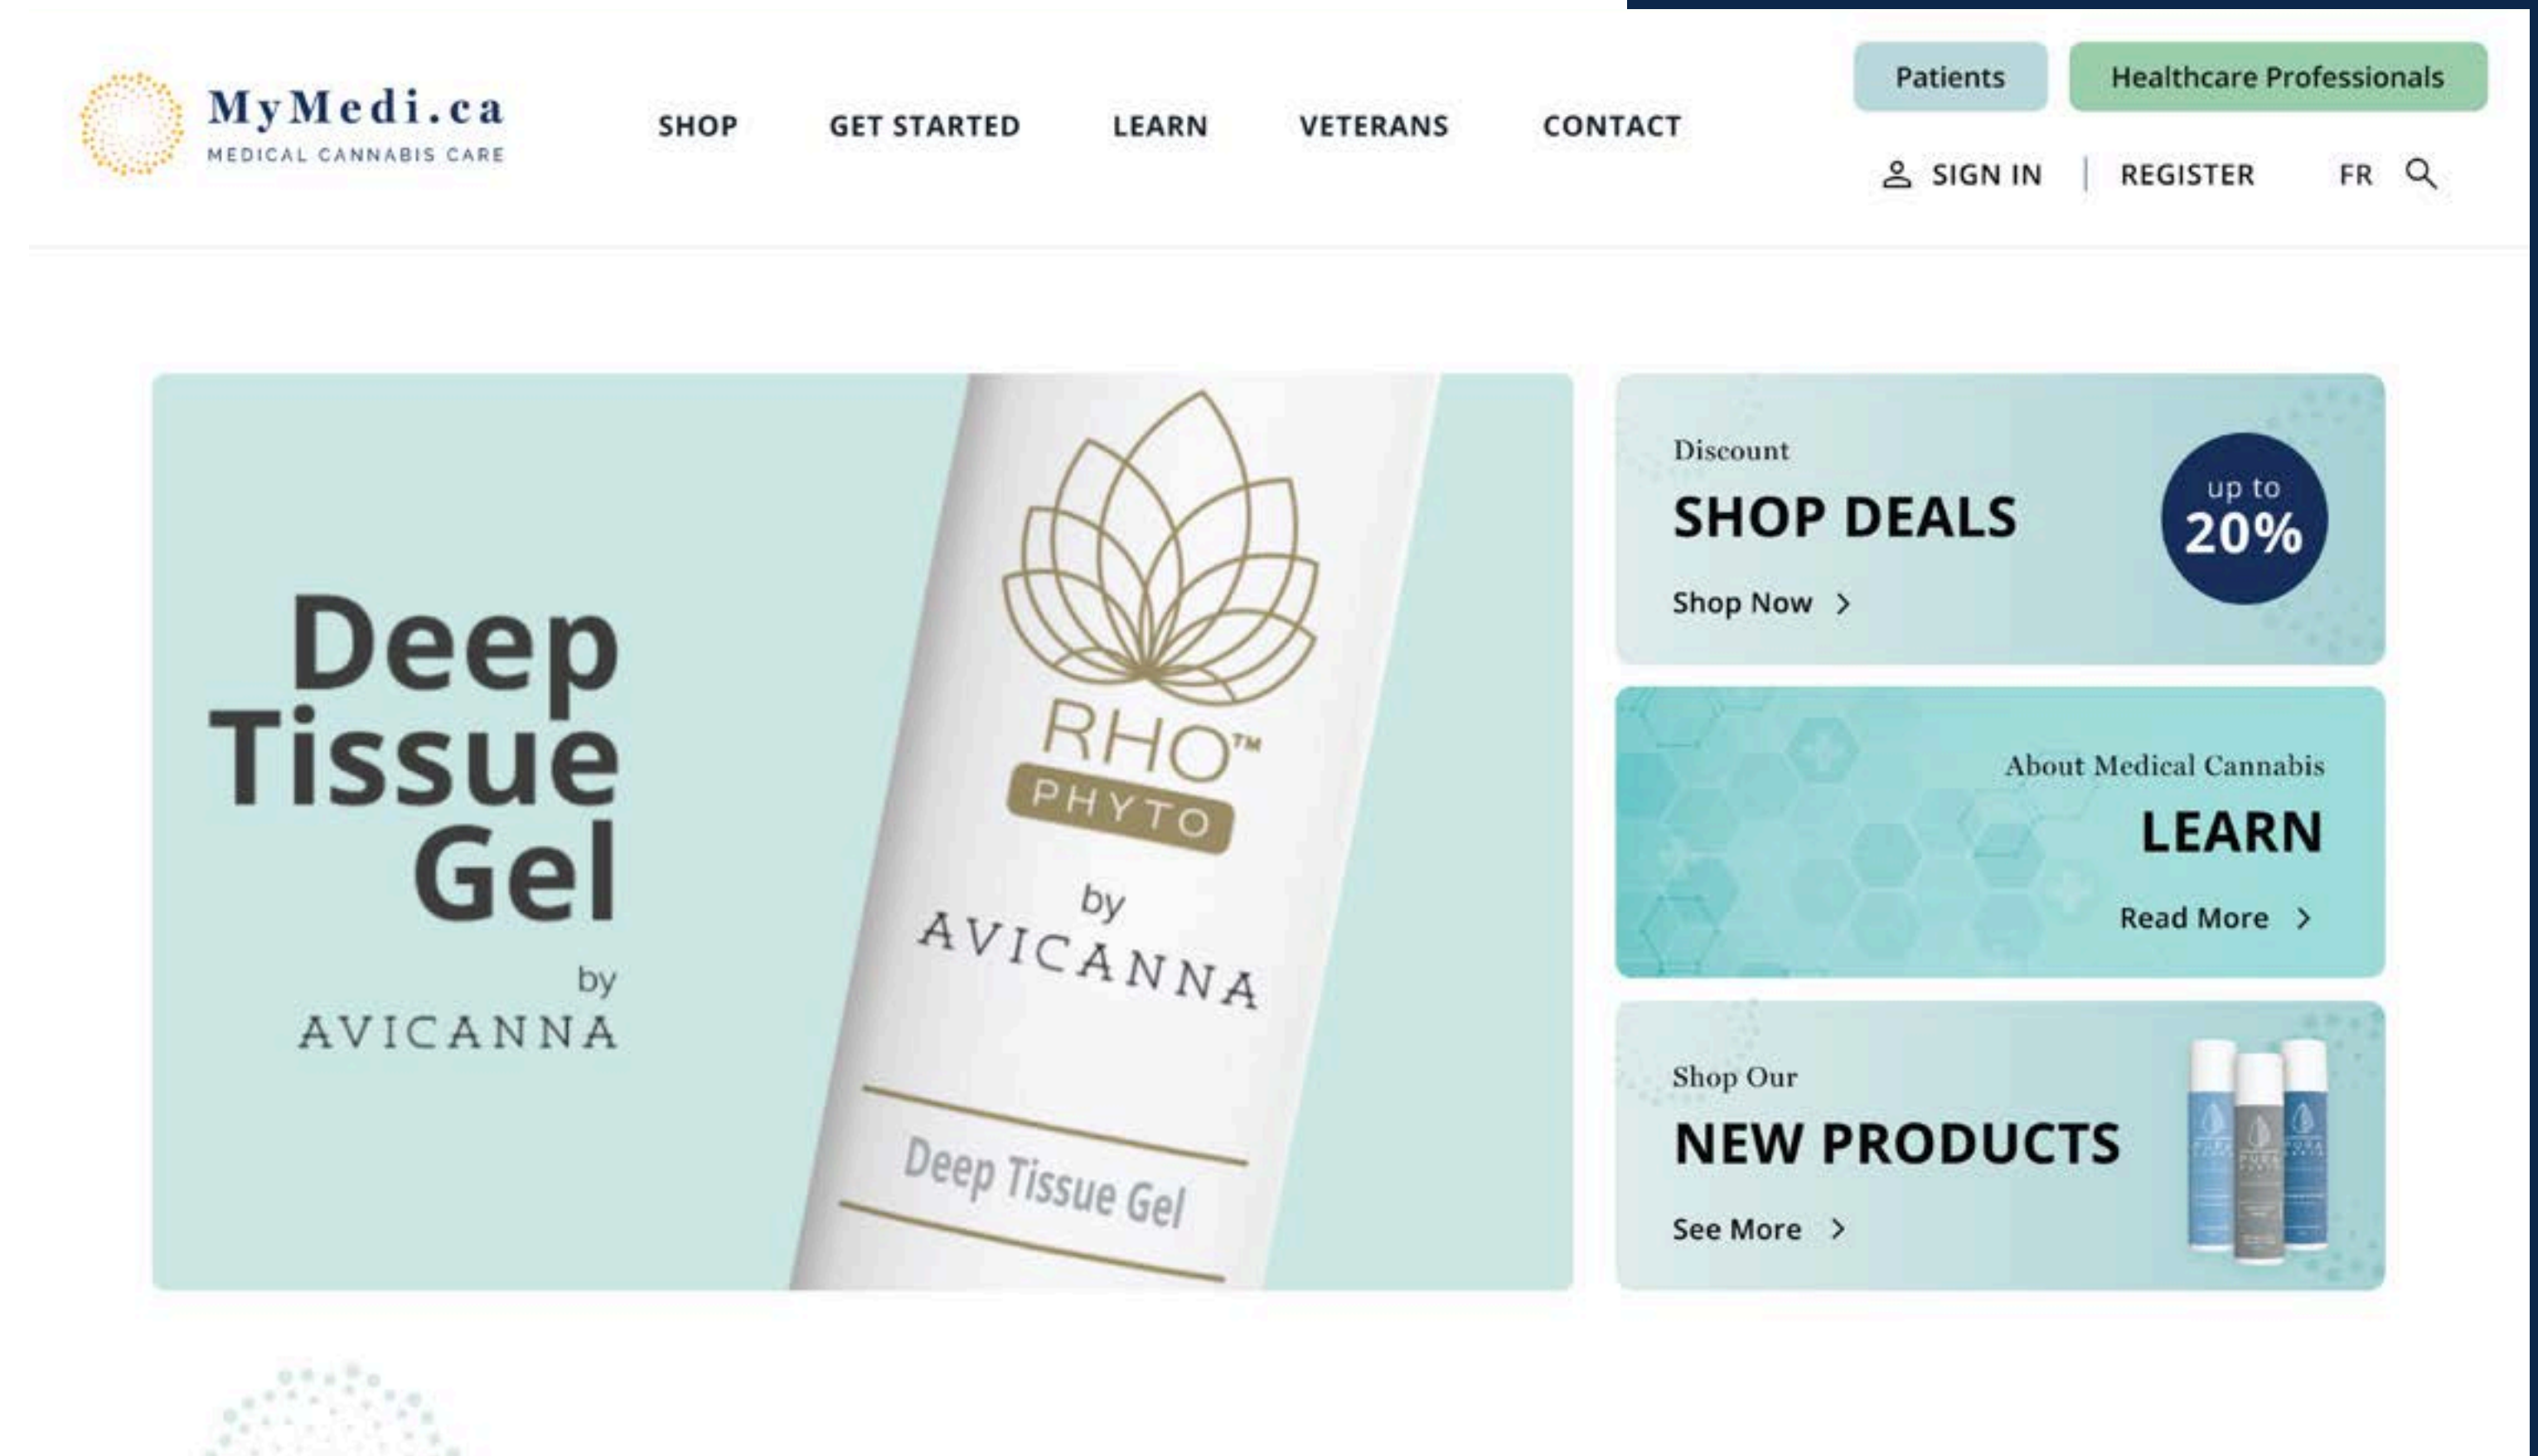 Patients
Healthcare Professionals
MyMedi.ca
MEDICAL CANNABIS CARE
SHOP
GET STARTED
LEARN
VETERANS
CONTACT
SIGN IN
REGISTER
FR
Deep
Tissue
Gel
by
AVICANNA
RHO™
PHYTO
by
AVICANNA
Deep Tissue Gel
Discount
SHOP DEALS
Shop Now
up to
20%
About Medical Cannabis
LEARN
Read More
Shop Our
NEW PRODUCTS
See More